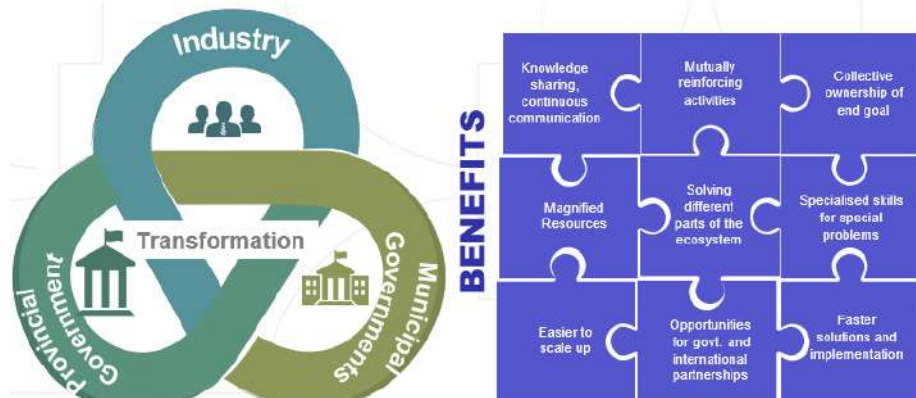 Industry
Transformation
Provincial
Government
Municipal
Governments
BENEFITS
Knowledge
sharing,
continuous
communication
Mutually
reinforcing
activities
Collective
ownership of
end goal
Magnified
Resources
Solving
different
parts of the
ecosystem
Specialised skills
for special
problems
Easier to
scale up
Opportunities
for govt. and
international
partnerships
Faster
solutions and
implementation